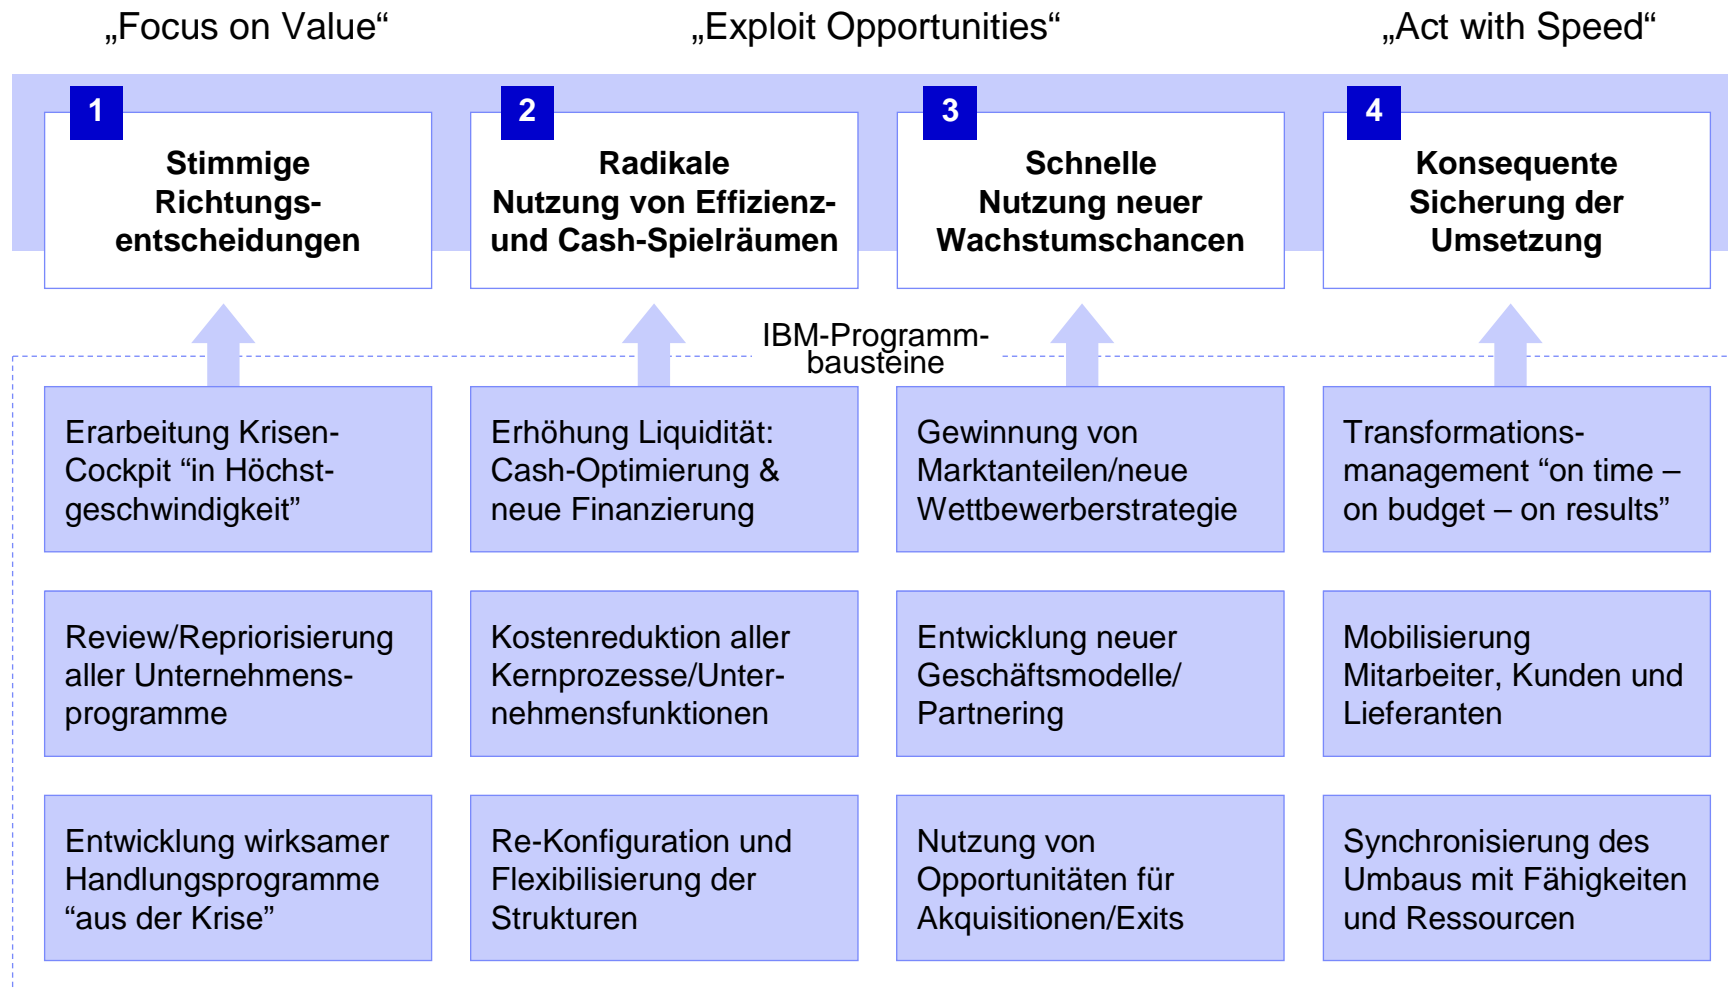 „Focus on Value“
„Exploit Opportunities“
„Act with Speed“
1
Stimmige
Richtungs-
entscheidungen
2
Radikale
Nutzung von Effizienz-
und Cash-Spielräumen
3
Schnelle
Nutzung neuer
Wachstumschancen
4
Konsequente
Sicherung der
Umsetzung
IBM-Programm-
bausteine
Erarbeitung Krisen-
Cockpit “in Höchst-
geschwindigkeit”
Erhöhung Liquidität:
Cash-Optimierung &
neue Finanzierung
Gewinnung von
Marktanteilen/neue
Wettbewerberstrategie
Transformations-
management “on time –
on budget – on results”
Review/Repriorisierung
aller Unternehmens-
programme
Kostenreduktion aller
Kernprozesse/Unter-
nehmensfunktionen
Entwicklung neuer
Geschäftsmodelle/
Partnering
Mobilisierung
Mitarbeiter, Kunden und
Lieferanten
Entwicklung wirksamer
Handlungsprogramme
“aus der Krise”
Re-Konfiguration und
Flexibilisierung der
Strukturen
Nutzung von
Opportunitäten für
Akquisitionen/Exits
Synchronisierung des
Umbaus mit Fähigkeiten
und Ressourcen